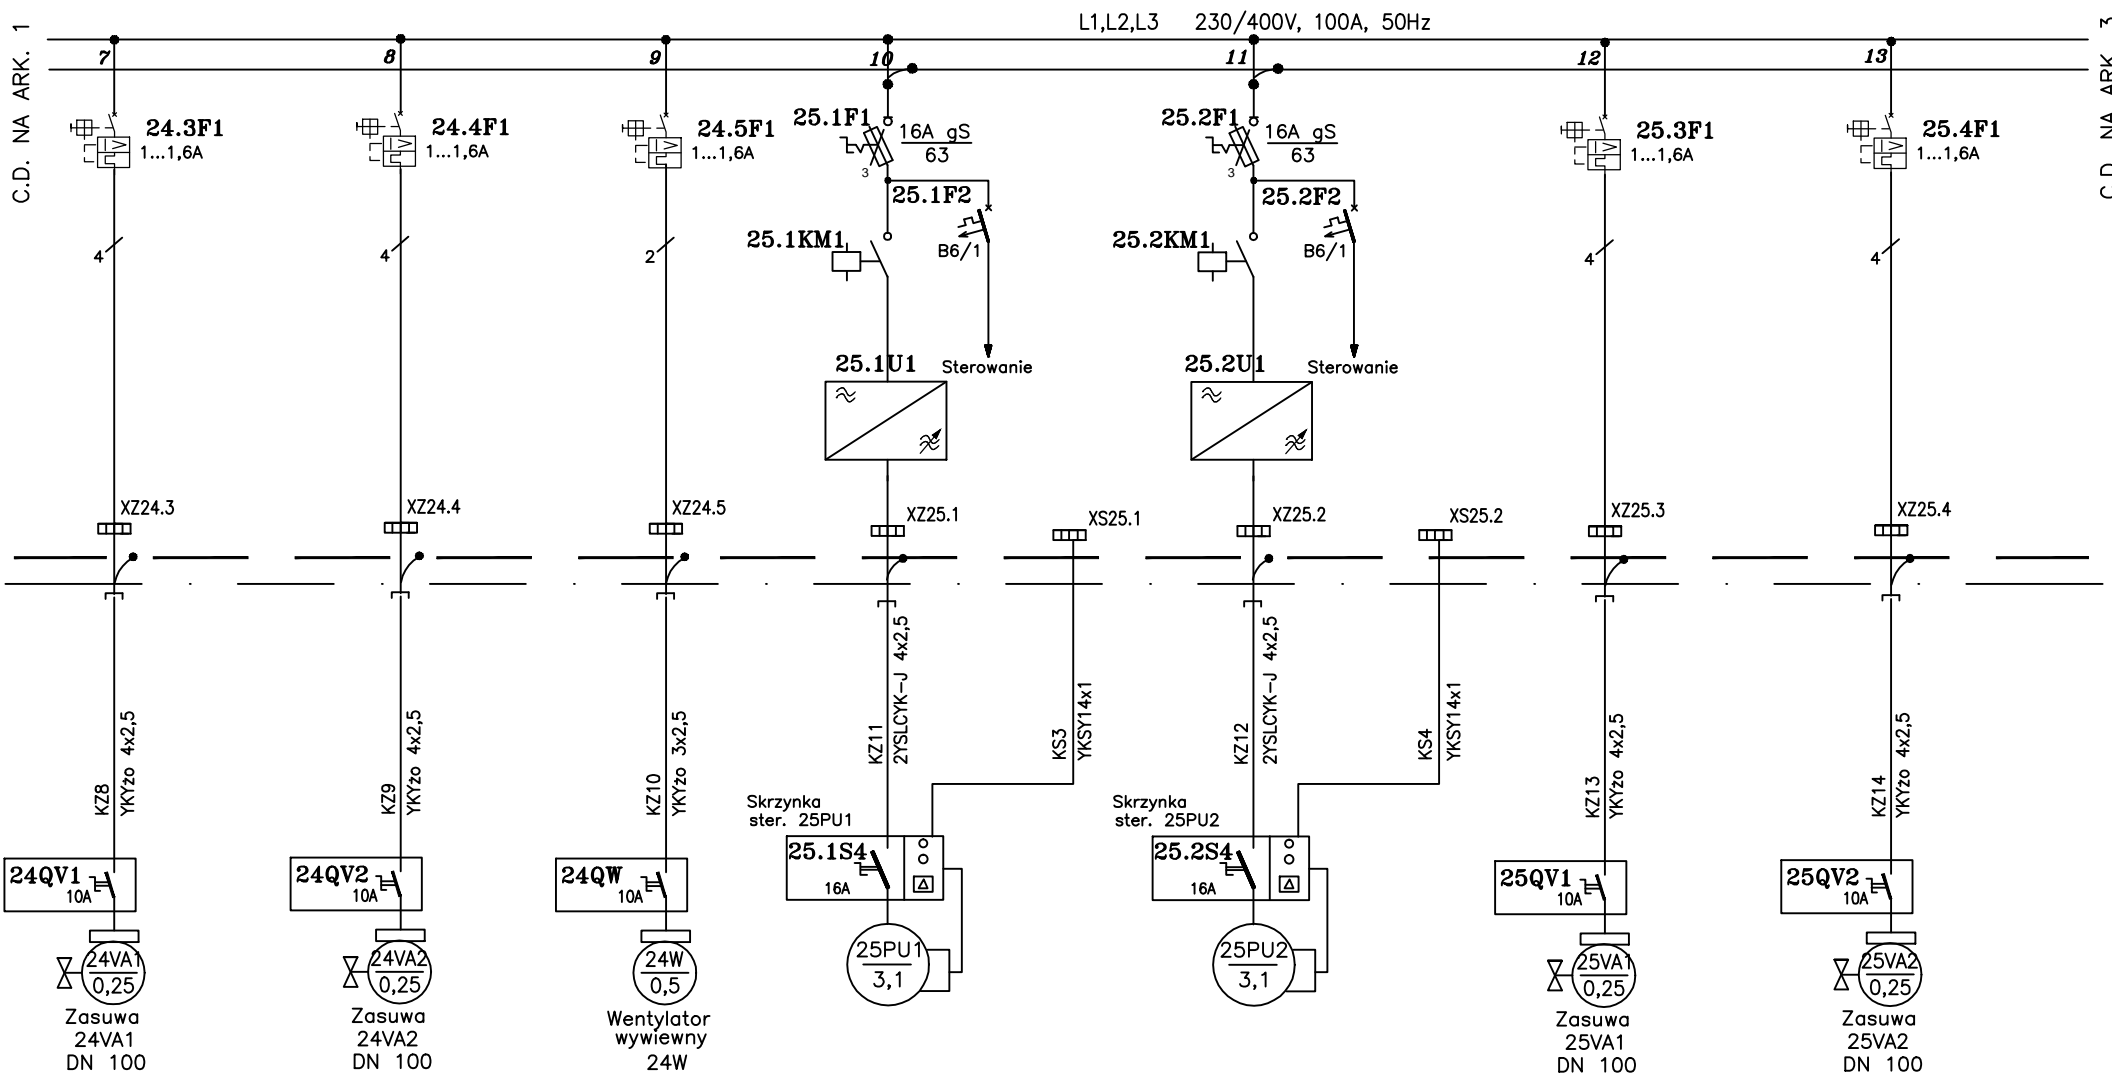 L1,L2,L3 230/400V, 100A, 50Hz
C.D. NA ARK. 1
C.D. NA ARK. 3
7
8
9
10
11
12
13
24.3F1
1...1,6A
24.4F1
1...1,6A
24.5F1
1...1,6A
25.1F1
16A gS
63
3
25.2F1
16A gS
63
3
25.3F1
1...1,6A
25.4F1
1...1,6A
25.1F2
25.2F2
4
4
2
25.1KM1
B6/1
25.2KM1
B6/1
4
4
25.1U1
Sterowanie
25.2U1
Sterowanie
XZ24.3
XZ24.4
XZ24.5
XZ25.1
XS25.1
XZ25.2
XS25.2
XZ25.3
XZ25.4
KZ8
YKYżo 4x2,5
KZ9
YKYżo 4x2,5
KZ10
YKYżo 3x2,5
KZ11
2YSLCYK-J 4x2,5
KS3
YKSY14x1
KZ12
2YSLCYK-J 4x2,5
KS4
YKSY14x1
KZ13
YKYżo 4x2,5
KZ14
YKYżo 4x2,5
Skrzynka
ster. 25PU1
Skrzynka
ster. 25PU2
24QV1
10A
24QV2
10A
24QW
10A
25.1S4
16A
25.2S4
16A
25QV1
10A
25QV2
10A
24VA1
0,25
24VA2
0,25
24W
0,5
25PU1
3,1
25PU2
3,1
25VA1
0,25
25VA2
0,25
Zasuwa
24VA1
DN 100
Zasuwa
24VA2
DN 100
Wentylator
wywiewny
24W
Zasuwa
25VA1
DN 100
Zasuwa
25VA2
DN 100